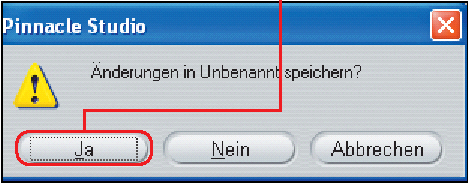 Pinnacle Studio
Änderungen in Unbenannt speichern?
Ja
Nein
Abbrechen